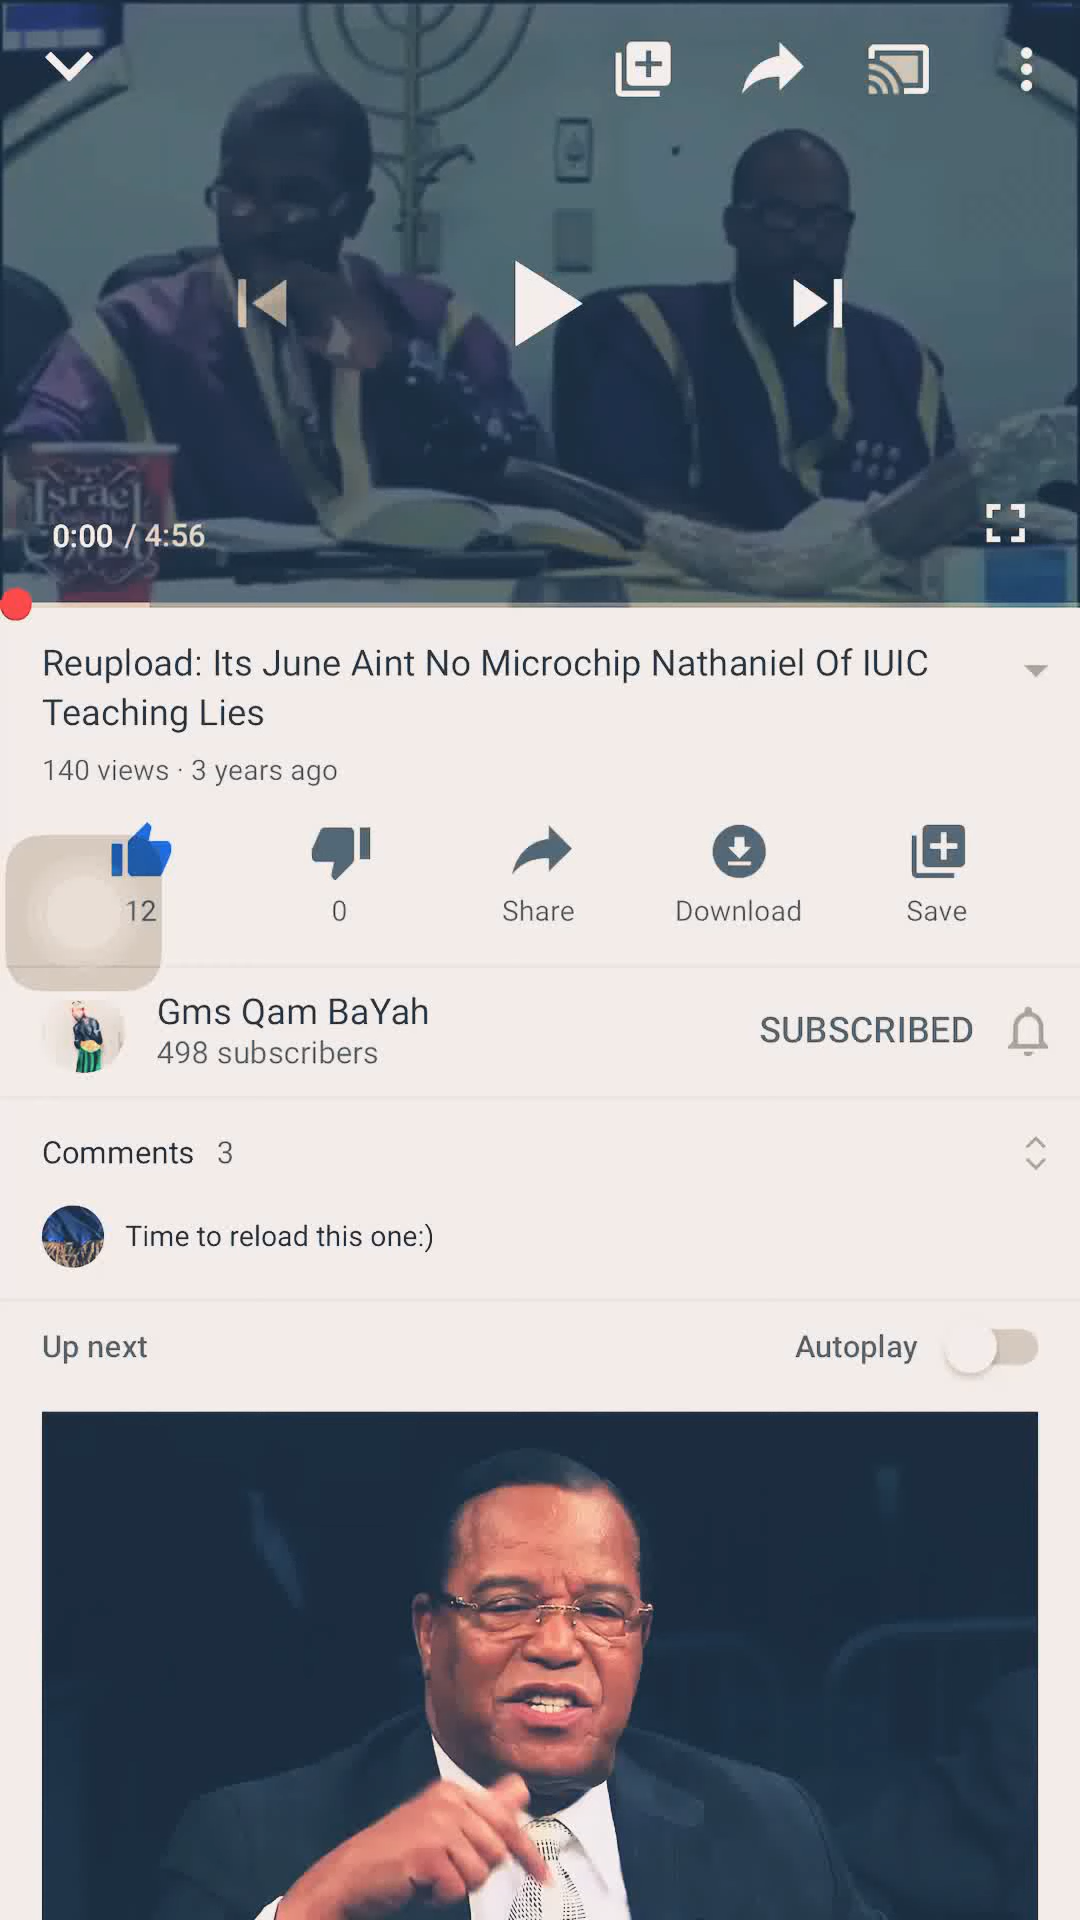 Israel
0:00 / 4:56
Reupload: Its June Aint No Microchip Nathaniel Of IUIC
Teaching Lies
140 views · 3 years ago
12
0
Share
Download
Save
Gms Qam BaYah
498 subscribers
SUBSCRIBED
Comments 3
Time to reload this one:)
Up next
Autoplay